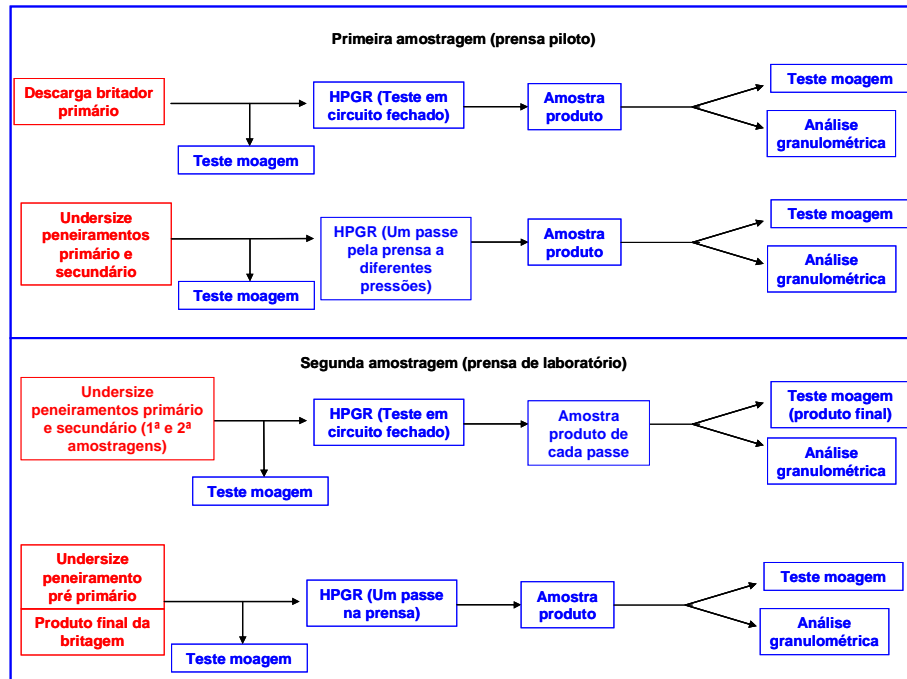 Primeira amostragem (prensa piloto)
Descarga britador
primário
HPGR (Teste em
circuito fechado)
Amostra
produto
Teste moagem
Análise
granulométrica
Teste moagem
Undersize
peneiramentos
primário e
secundário
HPGR (Um passe
pela prensa a
diferentes
pressões)
Amostra
produto
Teste moagem
Análise
granulométrica
Teste moagem
Segunda amostragem (prensa de laboratório)
Undersize
peneiramentos primário
e secundário (1ª e 2ª
amostragens)
HPGR (Teste em
circuito fechado)
Amostra
produto de
cada passe
Teste moagem
(produto final)
Análise
granulométrica
Teste moagem
Undersize
peneiramento
pré primário
Produto final da
britagem
HPGR (Um passe
na prensa)
Amostra
produto
Teste moagem
Análise
granulométrica
Teste moagem